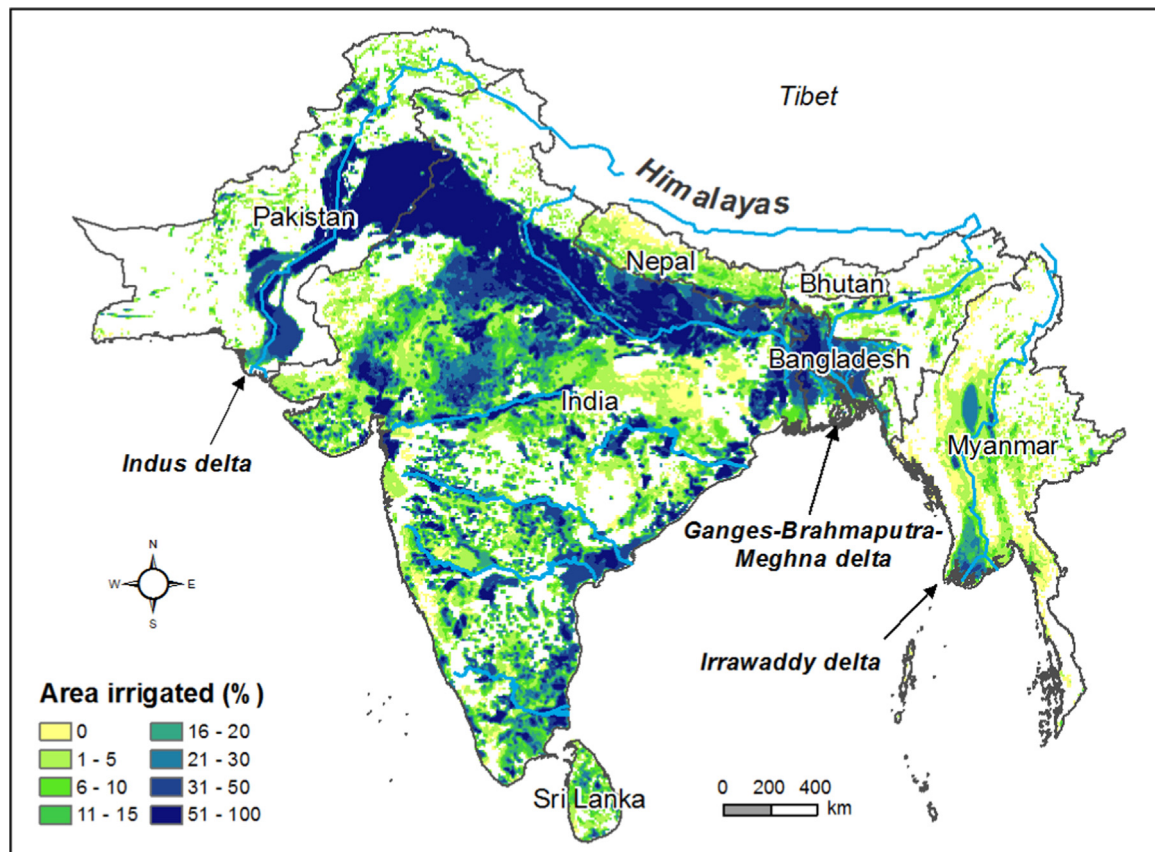 Tibet
Himalayas
Pakistan
Nepal
Bhutan
Bangladesh
India
Myanmar
Indus delta
Ganges-Brahmaputra-
Meghna delta
Irrawaddy delta
Sri Lanka
N
W E
S
Area irrigated (%)
0
1 - 5
6 - 10
11 - 15
16 - 20
21 - 30
31 - 50
51 - 100
0 200 400
km